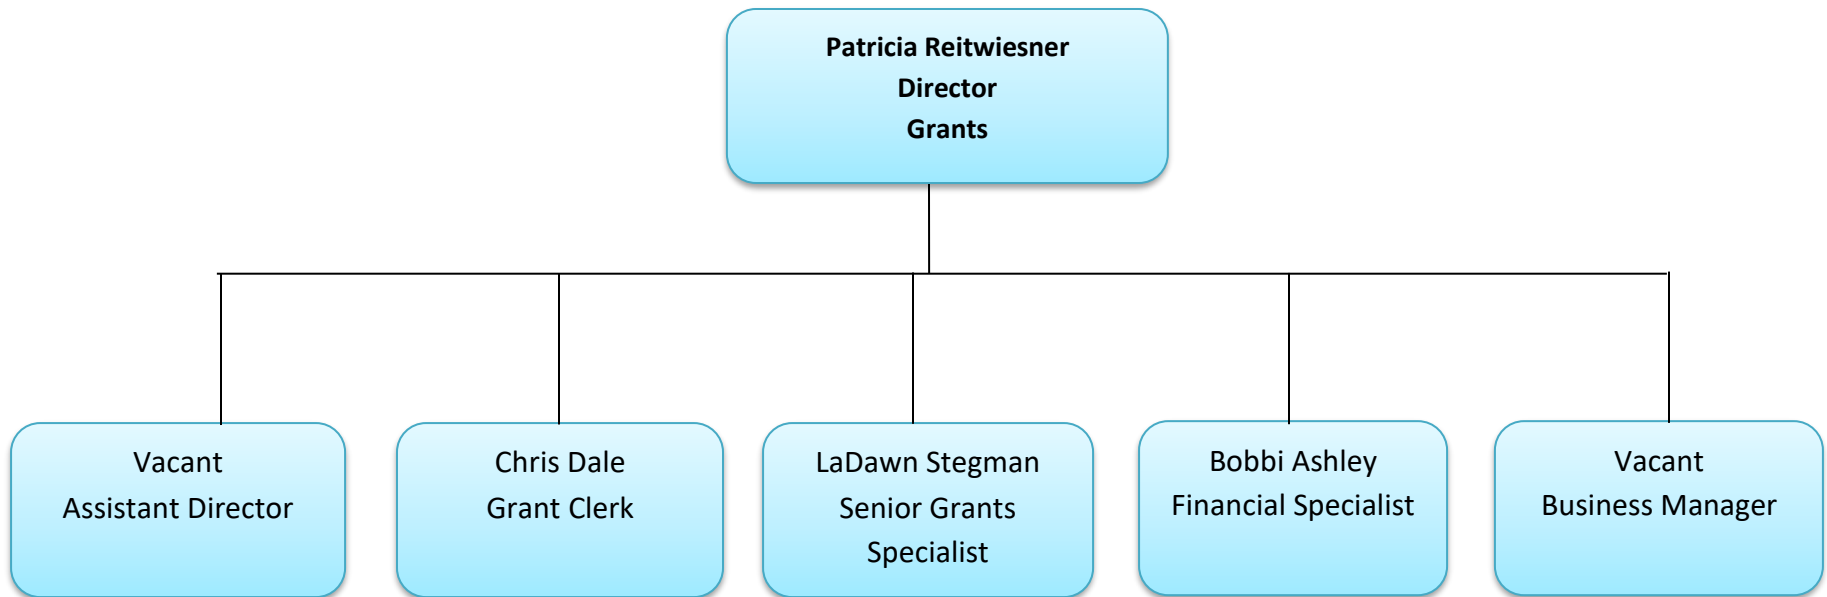 Patricia Reitwiesner
Director
Grants
Vacant
Assistant Director
Chris Dale
Grant Clerk
LaDawn Stegman
Senior Grants
Specialist
Bobbi Ashley
Financial Specialist
Vacant
Business Manager